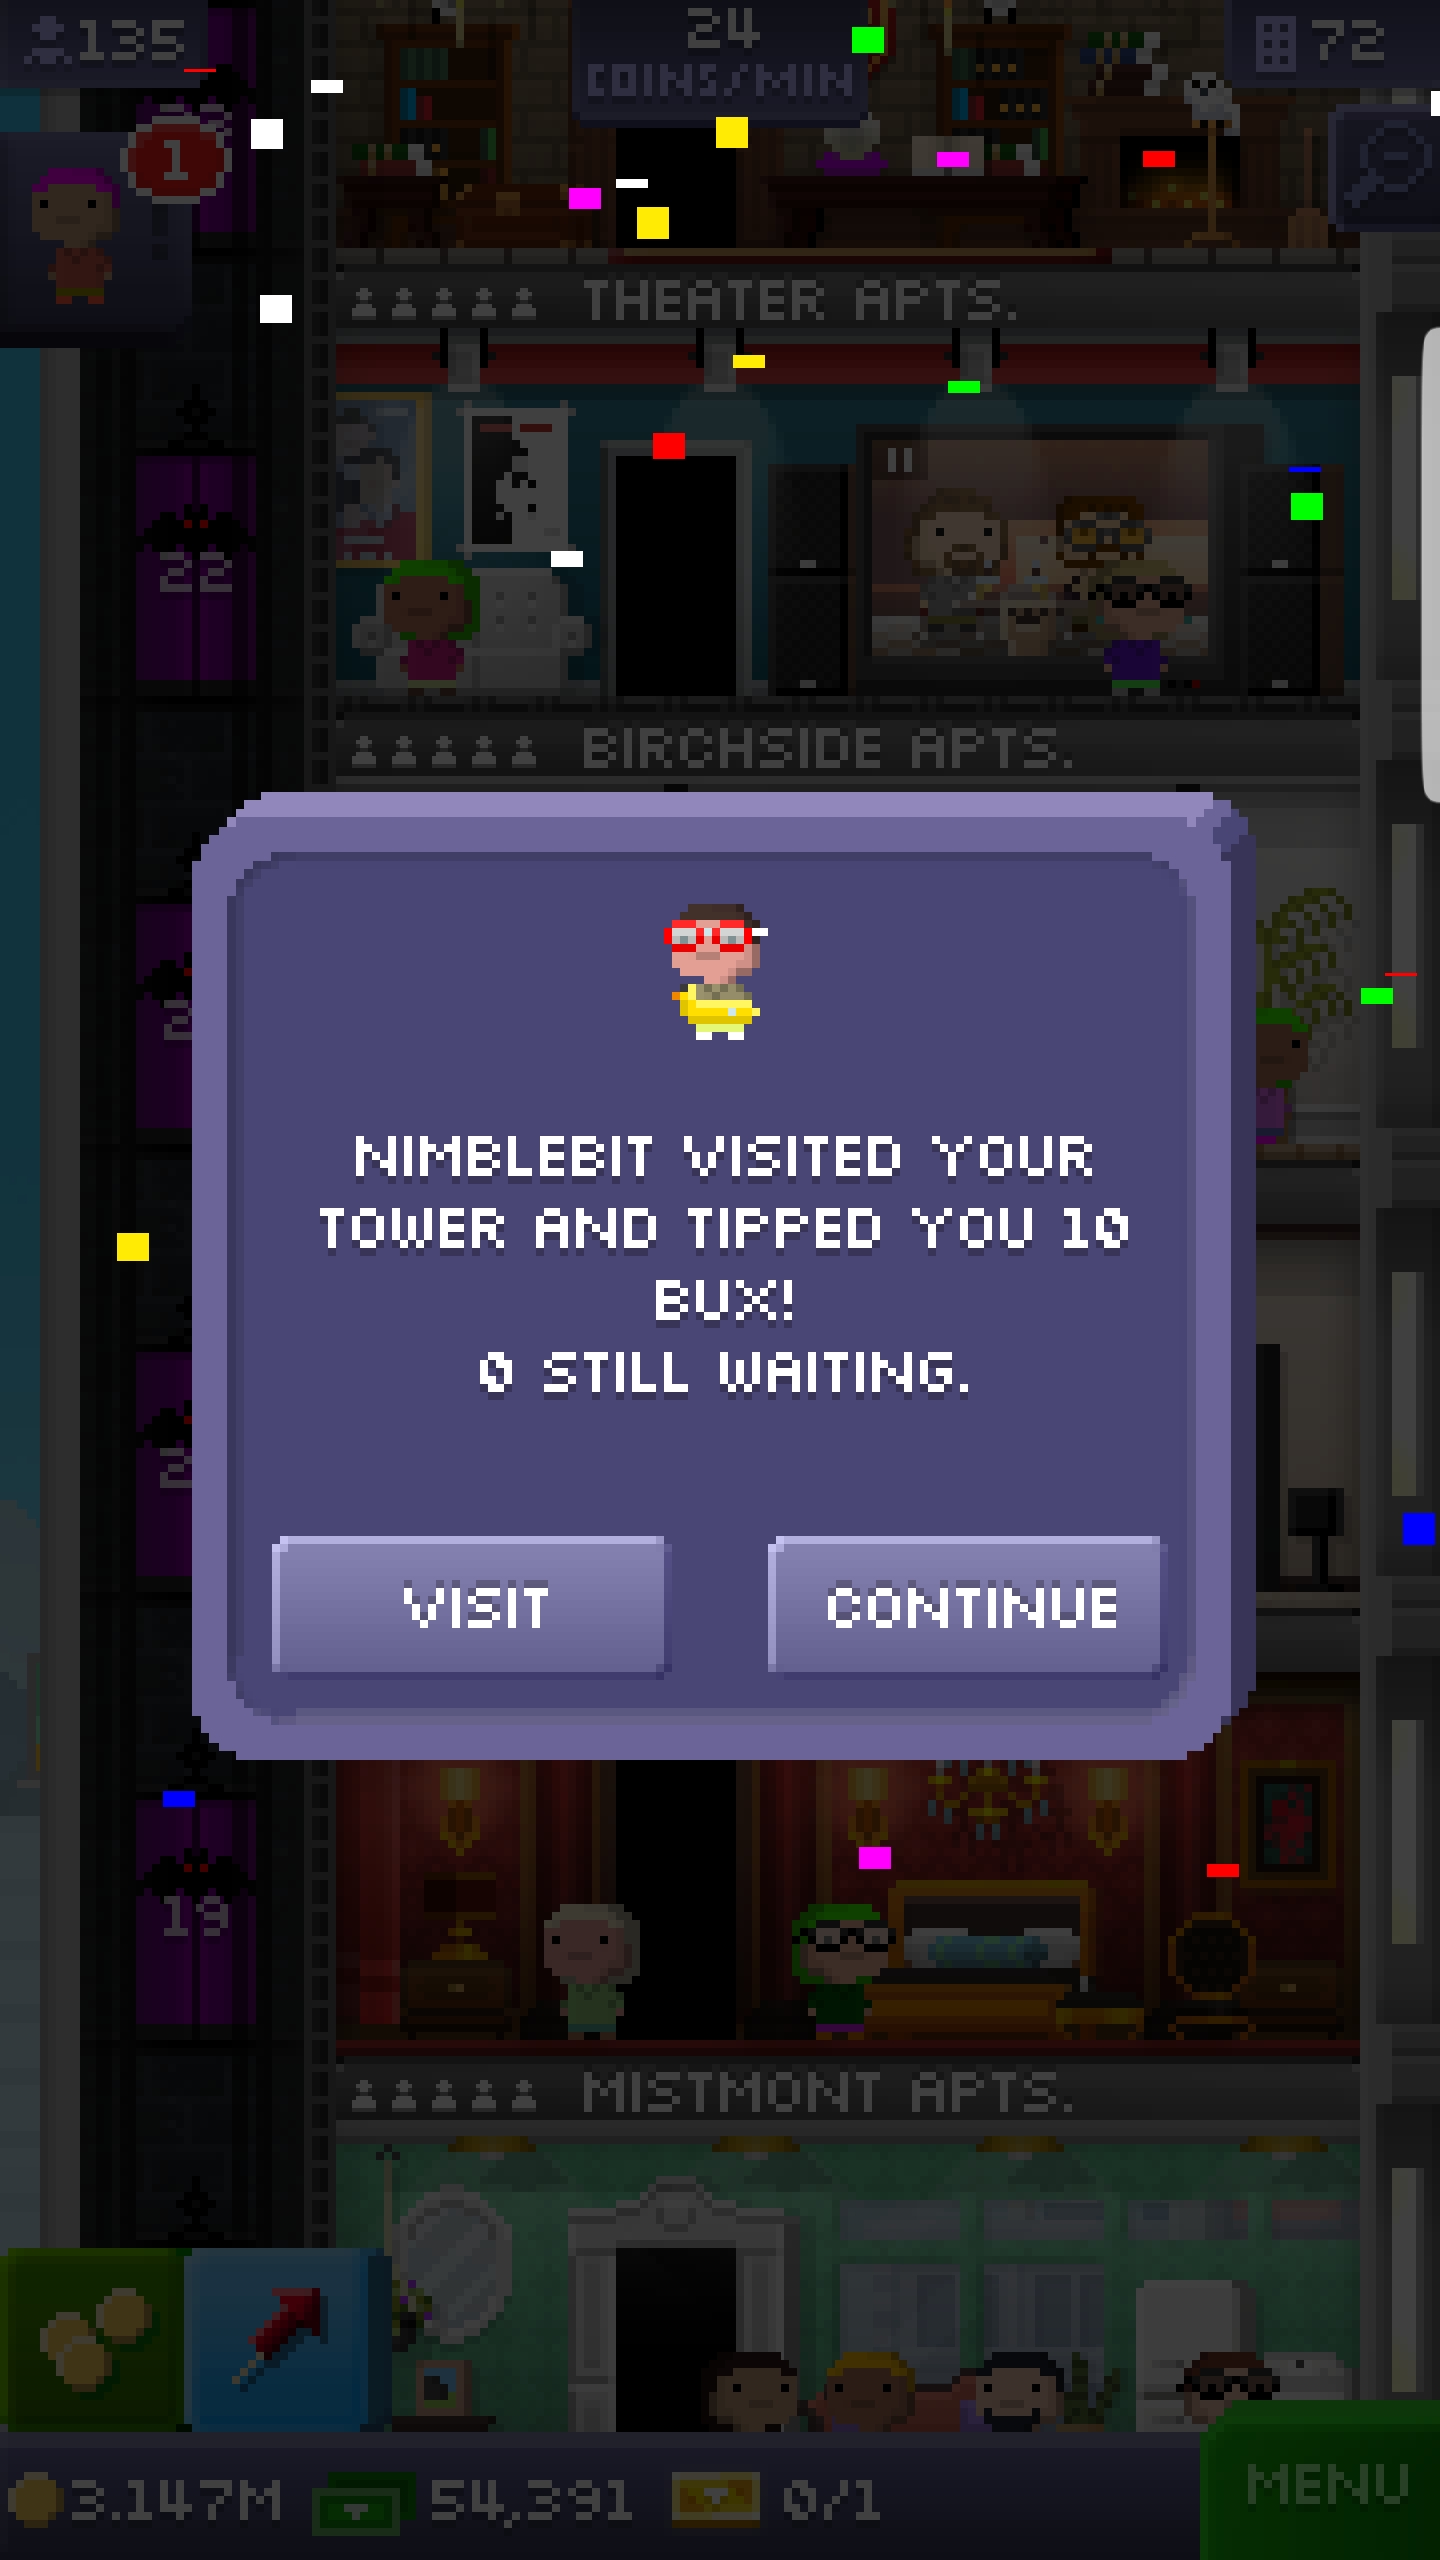 135
24
COINS/MIN
72
1
THEATER APTS.
22
BIRCHSIDE APTS.
NIMBLEBIT VISITED YOUR
TOWER AND TIPPED YOU 10
BUX!
0 STILL WAITING.
VISIT
CONTINUE
19
MISTMONT APTS.
3.147M
54,391
0/1
MENU